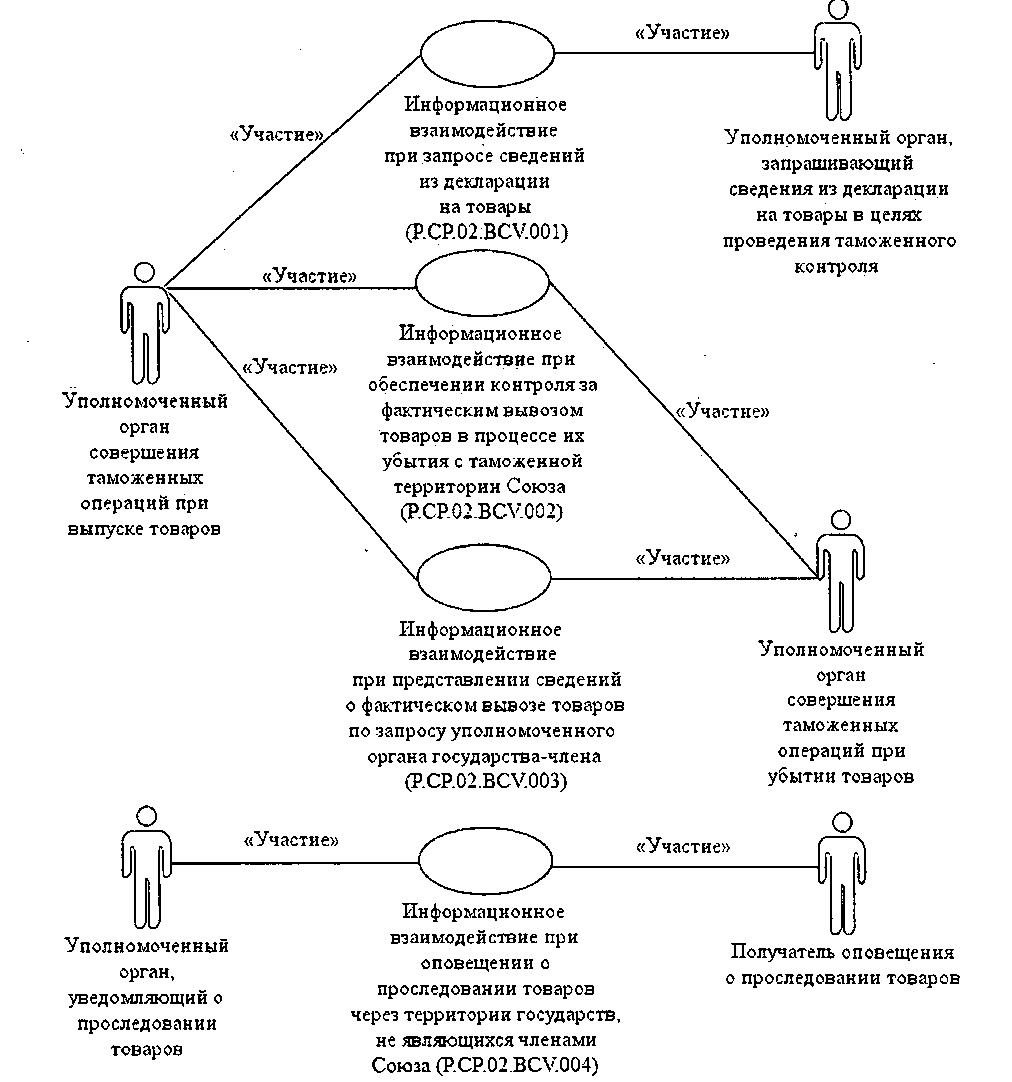 «Участие»
«Участие»
Информационное
взаимодействие
при запросе сведений
из декларации
на товары
(P.CP.02.BCV.001)
Уполномоченный орган,
запрашивающий
сведения из декларации
на товары в целях
проведения таможенного
контроля
«Участие»
Информационное
взаимодействие при
обеспечении контроля за
фактическим вывозом
товаров в процессе их
убытия с таможенной
территории Союза
(P.CP.02.BCV.002)
«Участие»
«Участие»
Уполномоченный
орган
совершения
таможенных
операций при
выпуске товаров
«Участие»
Информационное
взаимодействие
при представлении сведений
о фактическом вывозе товаров
по запросу уполномоченного
органа государства-члена
(P.CP.02.BCV.003)
Уполномоченный
орган
совершения
таможенных
операций при
убытии товаров
«Участие»
«Участие»
Уполномоченный
орган,
уведомляющий о
проследовании
товаров
Информационное
взаимодействие при
оповещении о
проследовании товаров
через территории государств,
не являющихся членами
Союза (P.CP.02.BCV.004)
Получатель оповещения
о проследовании товаров